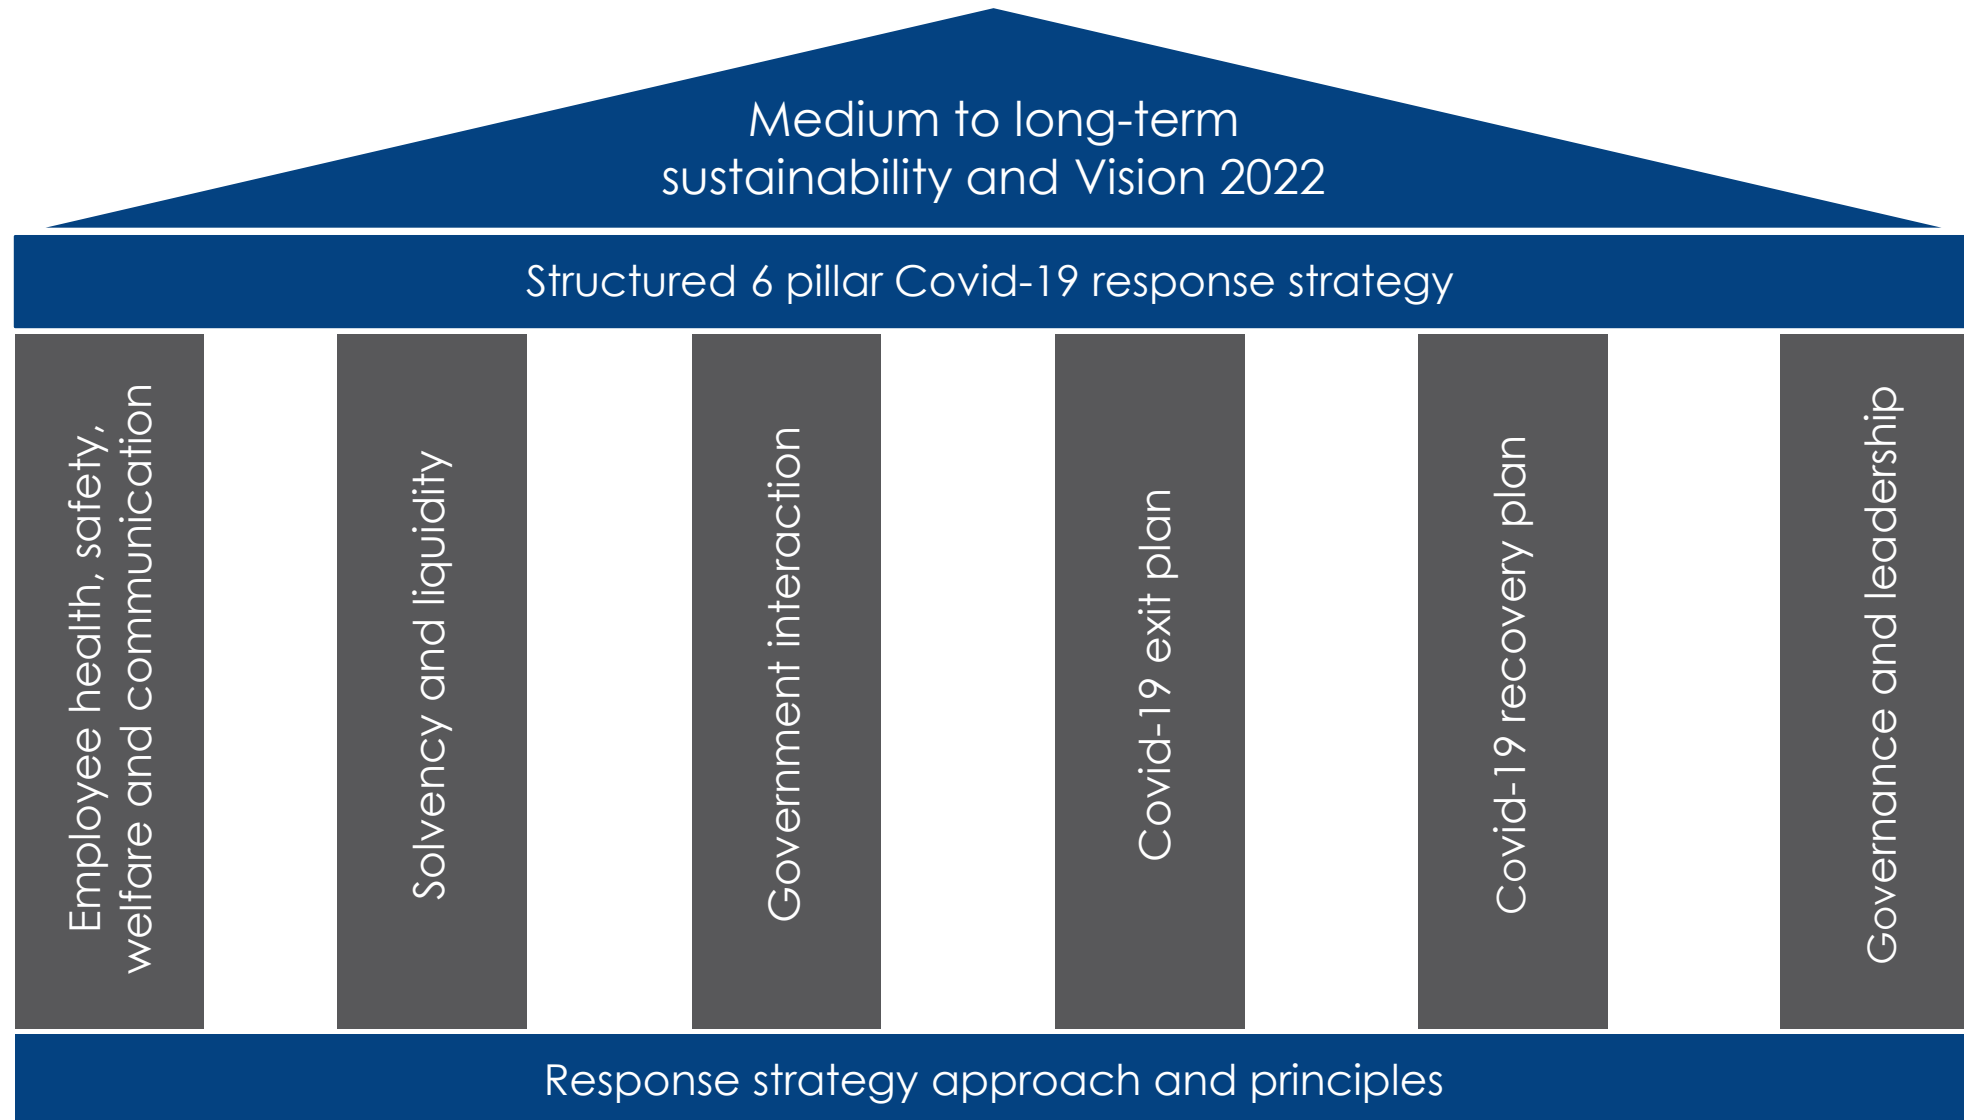 Medium to long-term
sustainability and Vision 2022
Structured 6 pillar Covid-19 response strategy
Employee health, safety,
welfare and communication
Solvency and liquidity
Government interaction
Covid-19 exit plan
Covid-19 recovery plan
Governance and leadership
Response strategy approach and principles